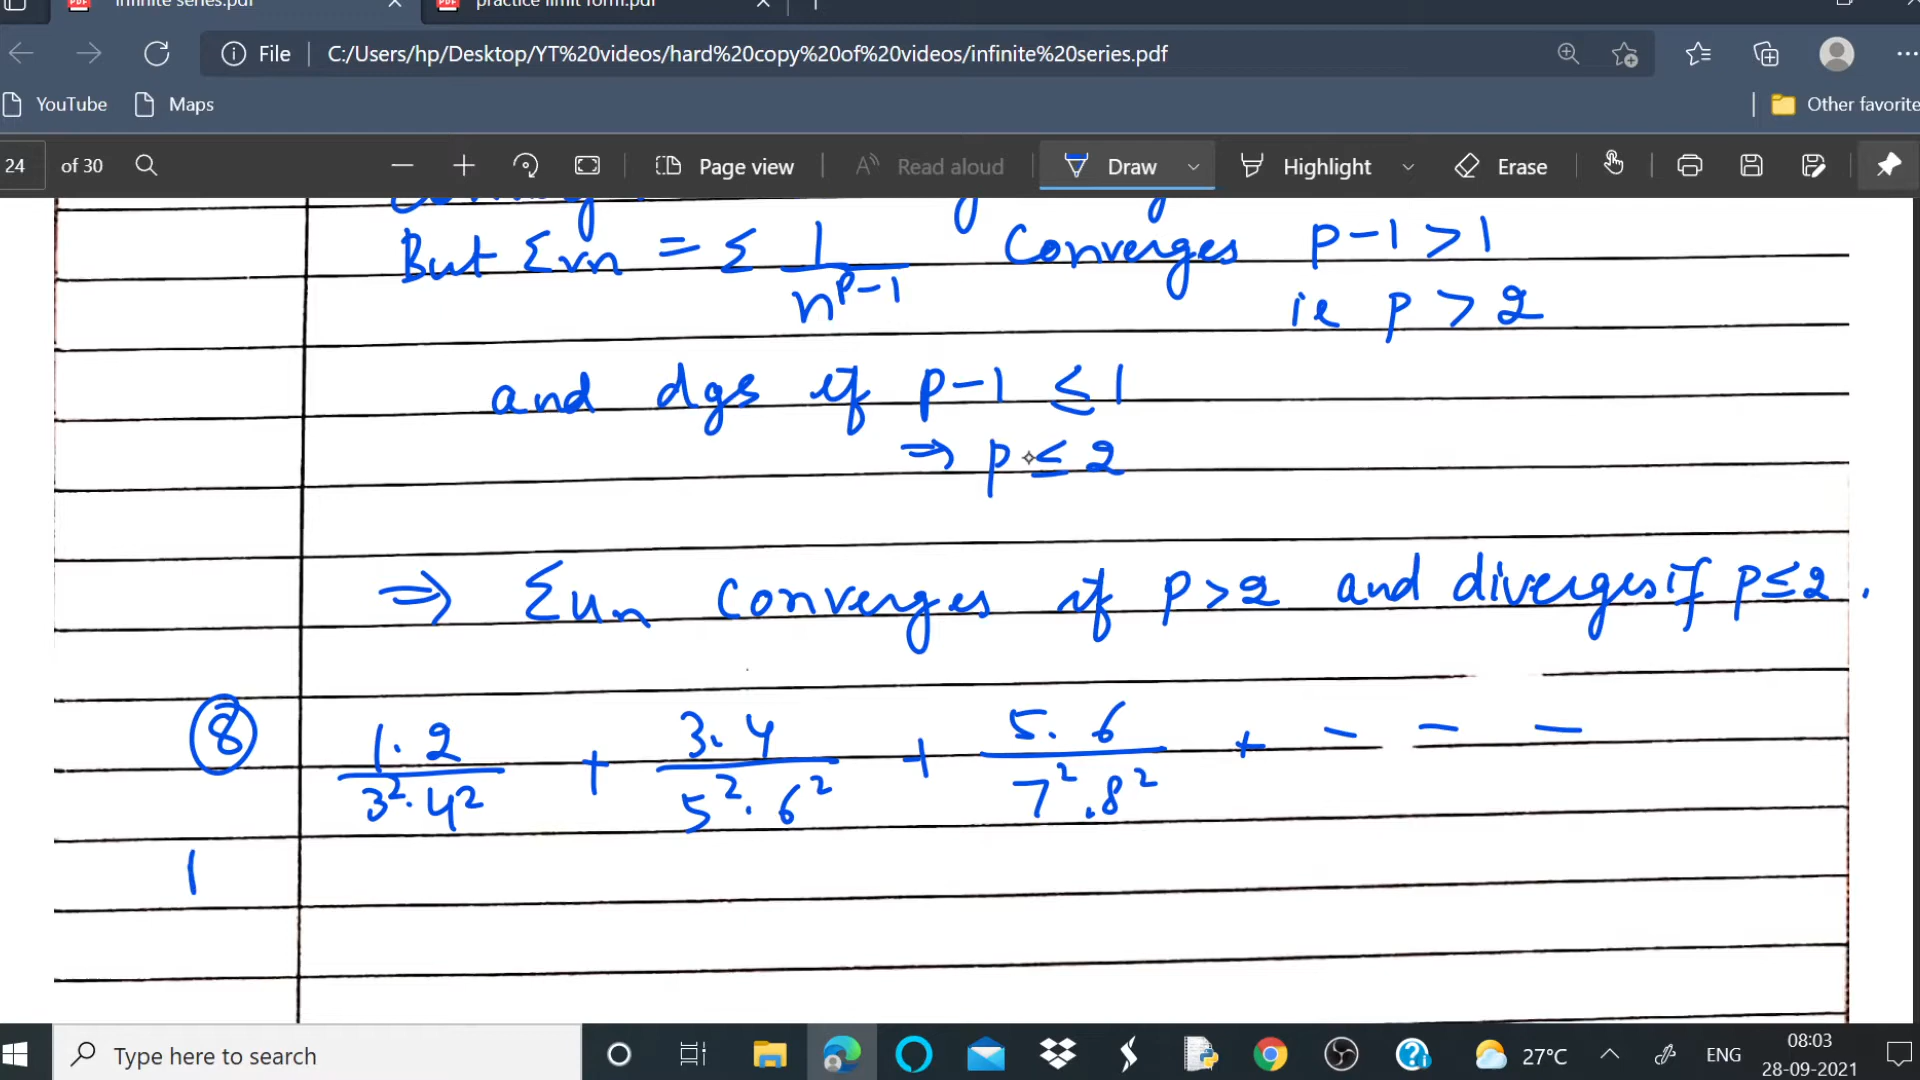 infinite series.pdf practice limit form.pdf
File C:/Users/hp/Desktop/YT%20videos/hard%20copy%20of%20videos/infinite%20series.pdf
YouTube Maps Other favorite
24 of 30 Page view Read aloud Draw Highlight Erase
But Σvn = Σ 1/n^(p-1) Converges p-1>1
ie p > 2
and dgs if p-1 ≤ 1
⇒ p ≤ 2
⇒ Σun converges if p>2 and diverges if p≤2.
⑧ 1.2/3².4² + 3.4/5².6² + 5.6/7².8² + - - -
1
Type here to search 27°C ENG 08:03
28-09-2021